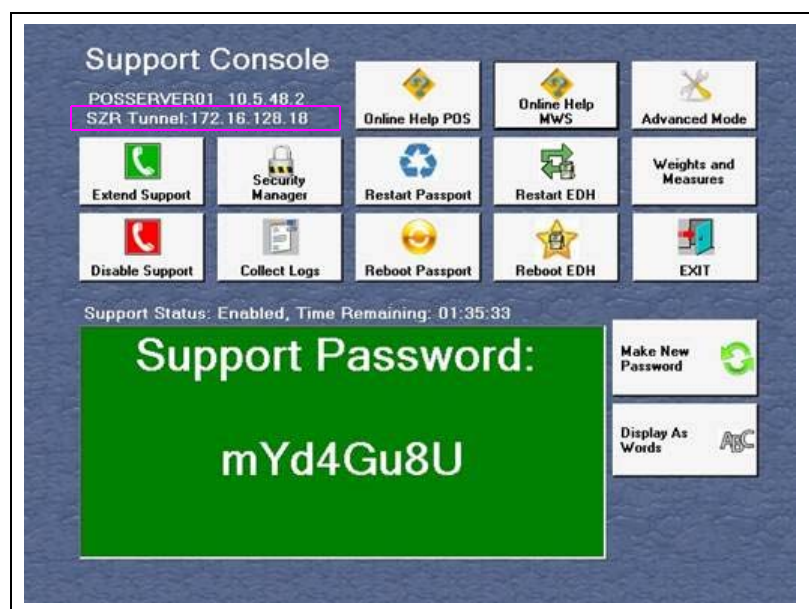 Support Console
POSSERVER01 10.5.48.2
SZR Tunnel:172.16.128.18
Online Help POS
Online Help
MWS
Advanced Mode
Extend Support
Security
Manager
Restart Passport
Restart EDH
Weights and
Measures
Disable Support
Collect Logs
Reboot Passport
Reboot EDH
EXIT
Support Status: Enabled, Time Remaining: 01:35:33
Support Password:
mYd4Gu8U
Make New
Password
Display As
Words
ABC